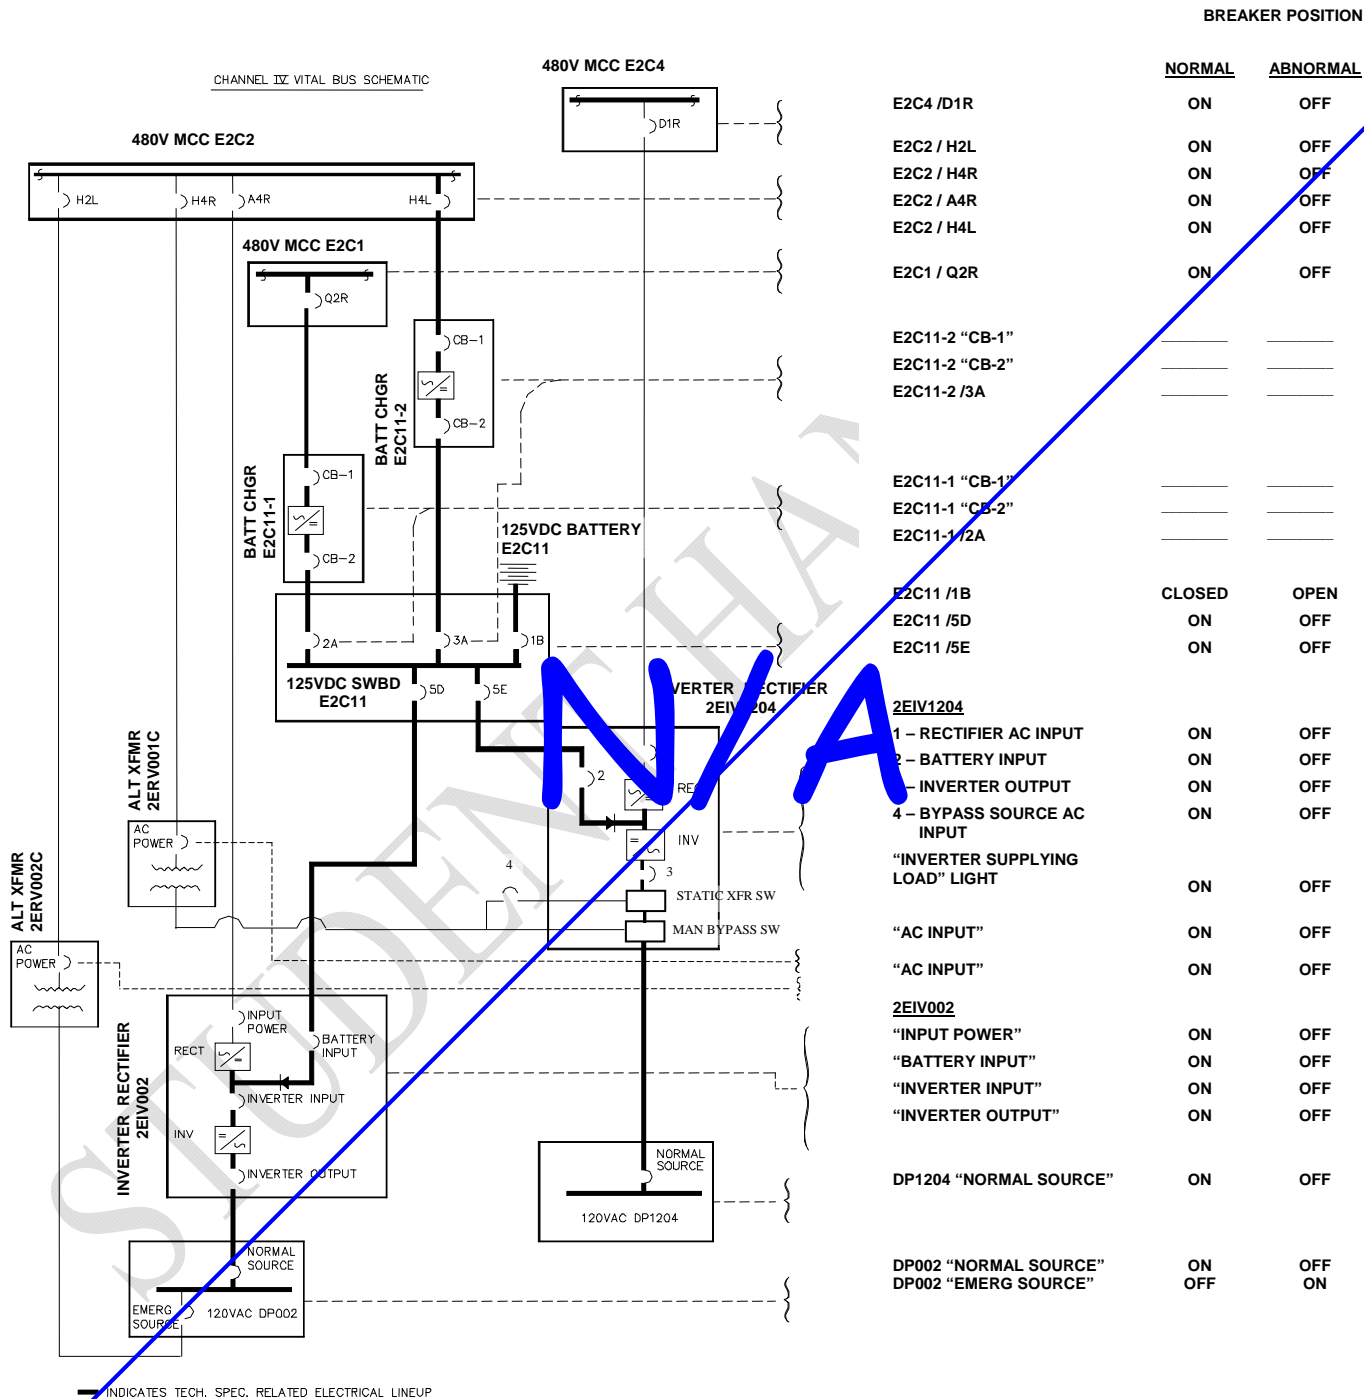 BREAKER POSITION
NORMAL ABNORMAL
CHANNEL IV VITAL BUS SCHEMATIC
480V MCC E2C4
D1R
E2C4 /D1R ON OFF
480V MCC E2C2
H2L H4R A4R H4L
E2C2 / H2L ON OFF
E2C2 / H4R ON OFF
E2C2 / A4R ON OFF
E2C2 / H4L ON OFF
480V MCC E2C1
Q2R
E2C1 / Q2R ON OFF
CB-1
CB-2
BATT CHGR
E2C11-2
E2C11-2 "CB-1"
E2C11-2 "CB-2"
E2C11-2 /3A
CB-1
CB-2
BATT CHGR
E2C11-1
E2C11-1 "CB-1"
E2C11-1 "CB-2"
E2C11-1 /2A
125VDC BATTERY
E2C11
2A 3A 1B
125VDC SWBD
E2C11
5D 5E
E2C11 /1B CLOSED OPEN
E2C11 /5D ON OFF
E2C11 /5E ON OFF
RECTIFIER
2
INV
3
4
STATIC XFR SW
MAN BYPASS SW
2EIV1204
1 – RECTIFIER AC INPUT ON OFF
– BATTERY INPUT ON OFF
– INVERTER OUTPUT ON OFF
4 – BYPASS SOURCE AC
INPUT ON OFF
"INVERTER SUPPLYING
LOAD" LIGHT ON OFF
ALT XFMR
2ERV001C
AC
POWER
"AC INPUT" ON OFF
ALT XFMR
2ERV002C
AC
POWER
"AC INPUT" ON OFF
INVERTER RECTIFIER
2EIV002
INPUT
POWER
RECT
BATTERY
INPUT
INVERTER INPUT
INV
INVERTER OUTPUT
2EIV002
"INPUT POWER" ON OFF
"BATTERY INPUT" ON OFF
"INVERTER INPUT" ON OFF
"INVERTER OUTPUT" ON OFF
NORMAL
SOURCE
120VAC DP1204
DP1204 "NORMAL SOURCE" ON OFF
NORMAL
SOURCE
EMERG
SOURCE
120VAC DP002
DP002 "NORMAL SOURCE" ON OFF
DP002 "EMERG SOURCE" OFF ON
INDICATES TECH. SPEC. RELATED ELECTRICAL LINEUP
N/A
STUDENT HAN